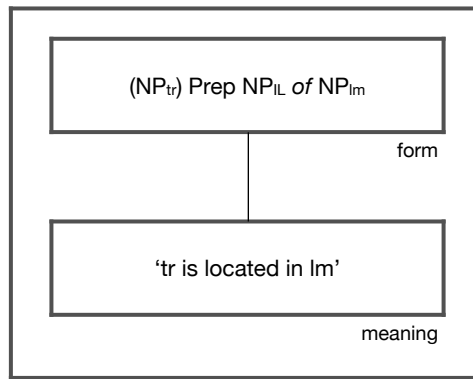 (NPtr) Prep NPIL of NPlm
form
‘tr is located in lm’
meaning